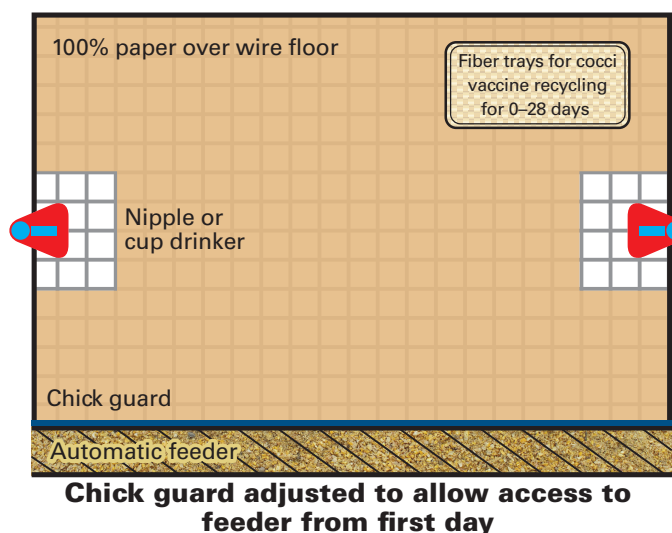 100% paper over wire floor
Fiber trays for cocci
vaccine recycling
for 0–28 days
Nipple or
cup drinker
Chick guard
Automatic feeder
Chick guard adjusted to allow access to
feeder from first day